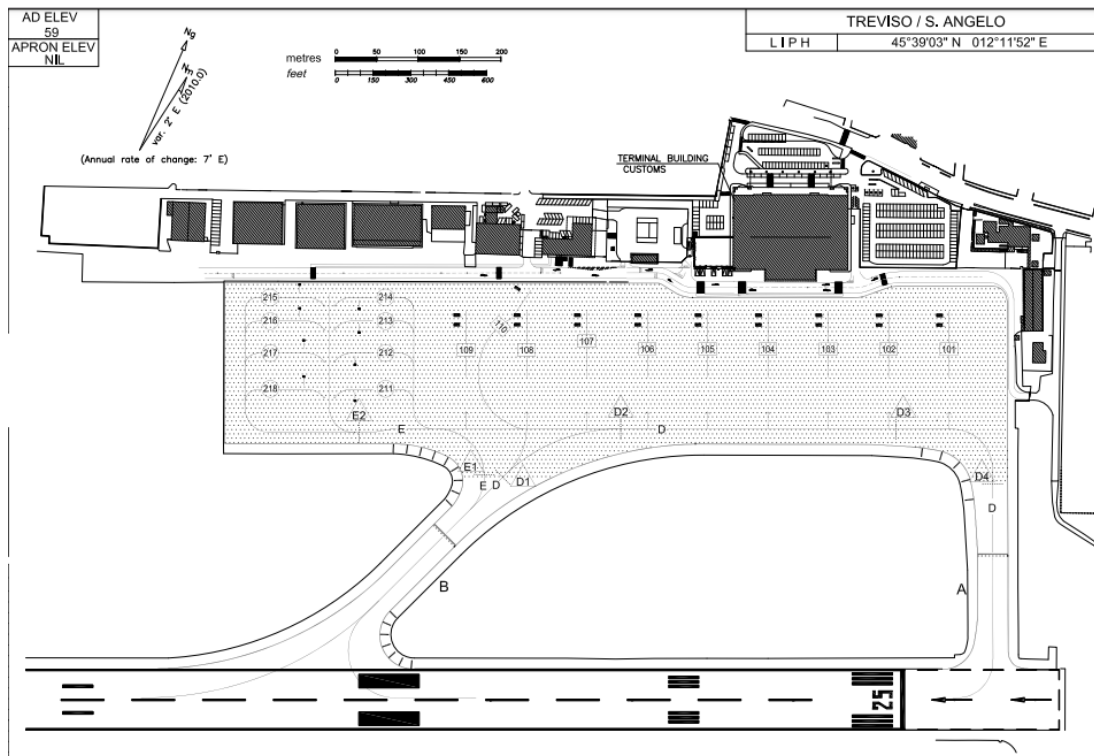 AD ELEV
59
APRON ELEV
NIL
TREVISO / S. ANGELO
LIPH 45°39'03" N 012°11'52" E
Ng
Nm
var. 2° E (2010.0)
(Annual rate of change: 7' E)
metres 0 50 100 150 200
feet 0 150 300 450 600
TERMINAL BUILDING
CUSTOMS
215 214
216 213
110
217 212
109 108 107 106 105 104 103 102 101
218 211
E2 D2 D3
E D
E1 D1 D4
E D
D
B A
25